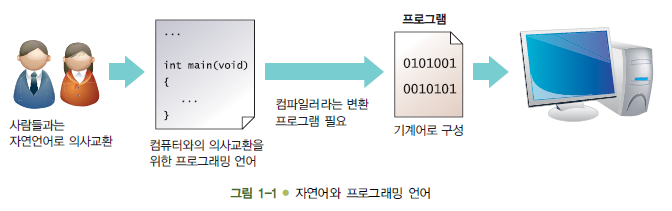 ...
int main(void)
{
...
}
사람들과는
자연언어로 의사교환
컴퓨터와의 의사교환을
위한 프로그래밍 언어
컴파일러라는 변환
프로그램 필요
프로그램
0101001
0010101
기계어로 구성
그림 1-1 ● 자연어와 프로그래밍 언어